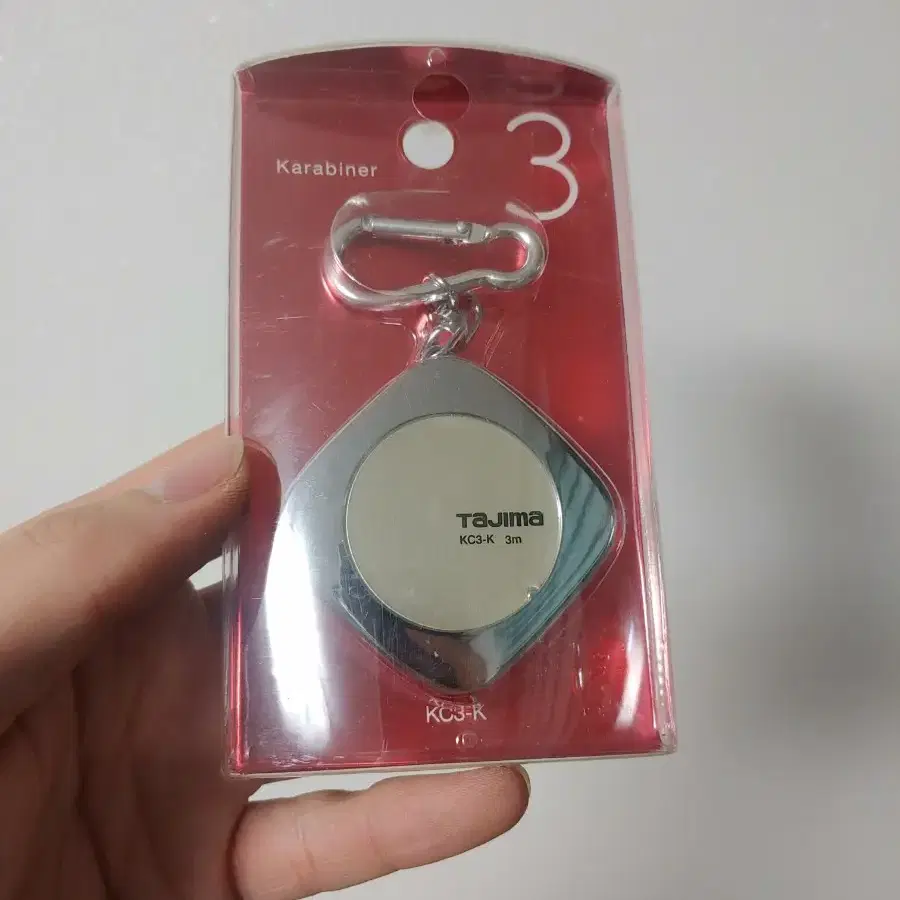 3
Karabiner
TaJIma
KC3-K 3m
KC3-K